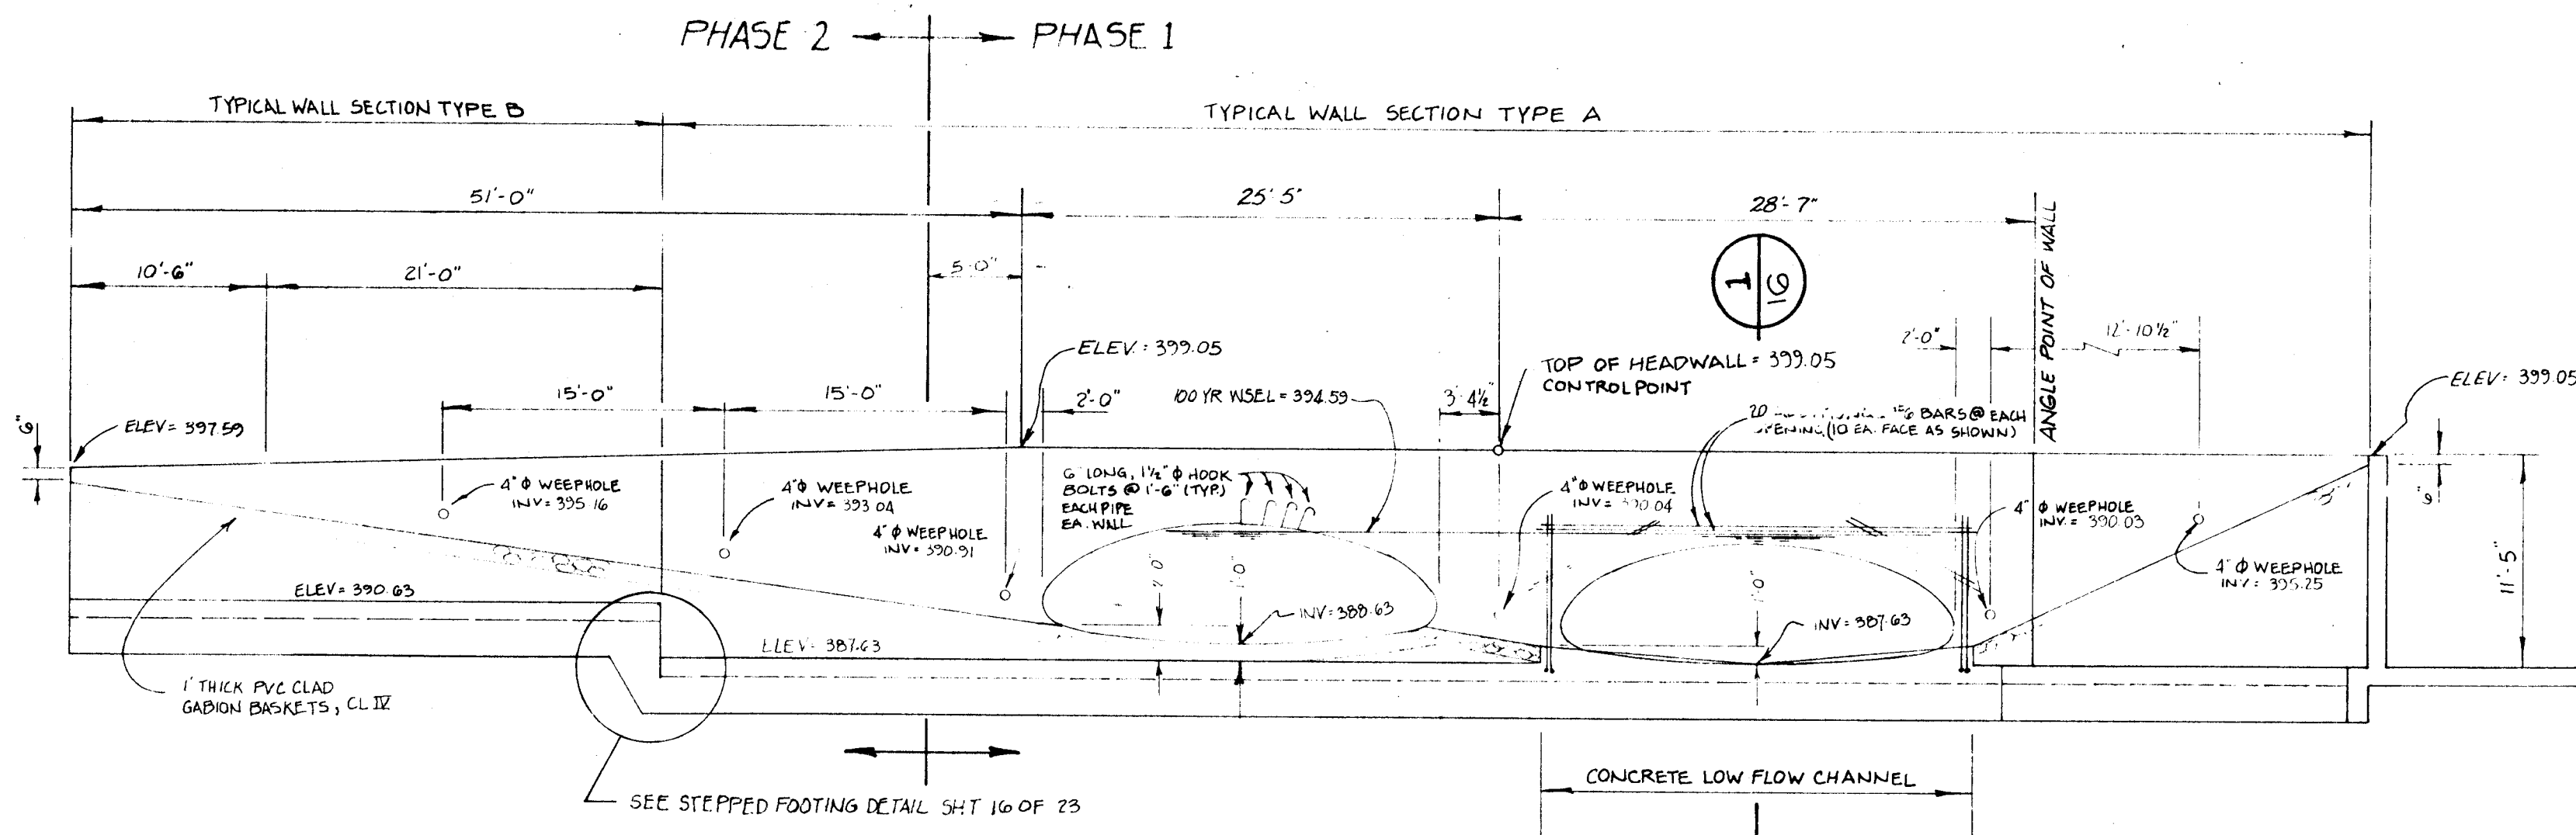 PHASE 2
PHASE 1
TYPICAL WALL SECTION TYPE B
TYPICAL WALL SECTION TYPE A
51'-0"
25'-5"
28'-7"
10'-6"
21'-0"
5'-0"
1
16
ANGLE POINT OF WALL
2'-0"
12'-10½"
ELEV: 399.05
TOP OF HEADWALL = 399.05
CONTROL POINT
ELEV: 399.05
15'-0"
15'-0"
2'-0"
100 YR WSEL = 394.59
3'-4½"
20 BARS @ EACH
OPENING (10 EA. FACE AS SHOWN)
6"
ELEV = 397.59
4" Φ WEEPHOLE
INV = 395.16
4" Φ WEEPHOLE
INV = 393.04
4" Φ WEEPHOLE
INV = 390.91
6' LONG, 1½" Φ HOOK
BOLTS @ 1'-6" (TYP.)
EACH PIPE
EA. WALL
4" Φ WEEPHOLE
INV = 390.04
4" Φ WEEPHOLE
INV. = 390.03
6"
4" Φ WEEPHOLE
INV: 395.25
11'-5"
ELEV = 390.63
INV = 388.63
INV = 387.63
ELEV = 387.63
1' THICK PVC CLAD
GABION BASKETS, CL IV
CONCRETE LOW FLOW CHANNEL
SEE STEPPED FOOTING DETAIL SHT 16 OF 23